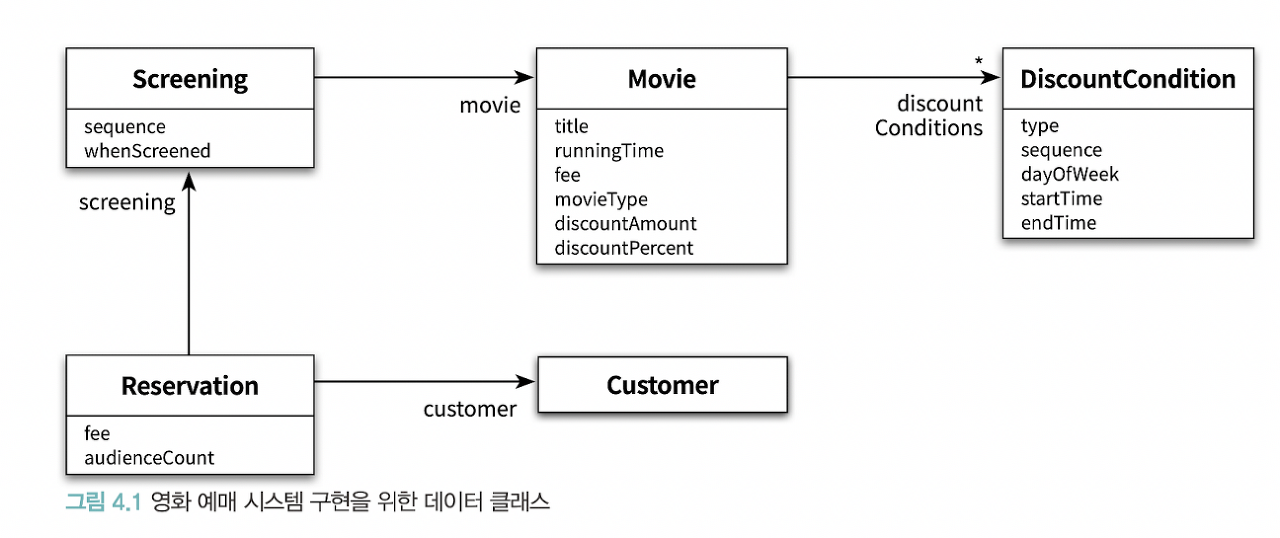 Screening
sequence
whenScreened
movie
Movie
title
runningTime
fee
movieType
discountAmount
discountPercent
*
discount
Conditions
DiscountCondition
type
sequence
dayOfWeek
startTime
endTime
screening
Reservation
fee
audienceCount
customer
Customer
그림 4.1 영화 예매 시스템 구현을 위한 데이터 클래스